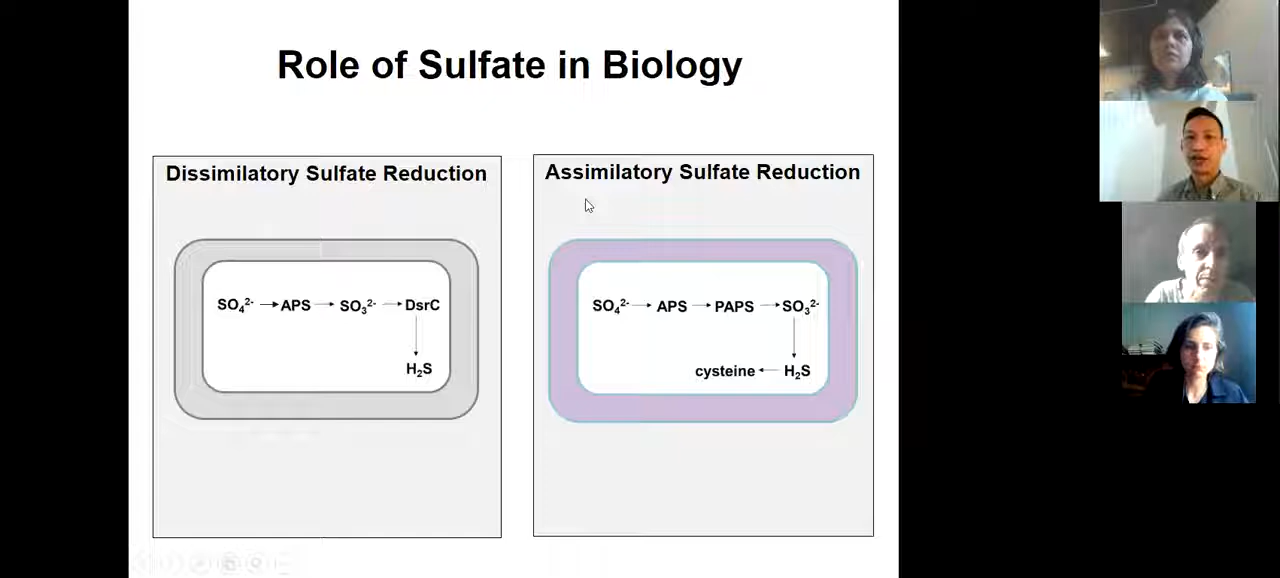 Role of Sulfate in Biology
Dissimilatory Sulfate Reduction
SO₄²⁻ → APS → SO₃²⁻ → DsrC
↓
H₂S
Assimilatory Sulfate Reduction
SO₄²⁻ → APS → PAPS → SO₃²⁻
↓
cysteine ← H₂S